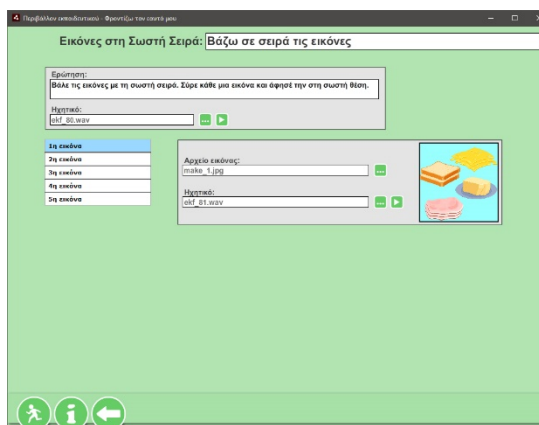 Περιβάλλον εκπαιδευτικού - Φροντίζω τον εαυτό μου
Εικόνες στη Σωστή Σειρά: Βάζω σε σειρά τις εικόνες
Ερώτηση:
Βάλε τις εικόνες με τη σωστή σειρά. Σύρε κάθε μια εικόνα και άφησέ την στη σωστή θέση.
Ηχητικό:
ekf_80.wav
...
1η εικόνα
2η εικόνα
3η εικόνα
4η εικόνα
5η εικόνα
Αρχείο εικόνας:
make_1.jpg
...
Ηχητικό:
ekf_81.wav
...